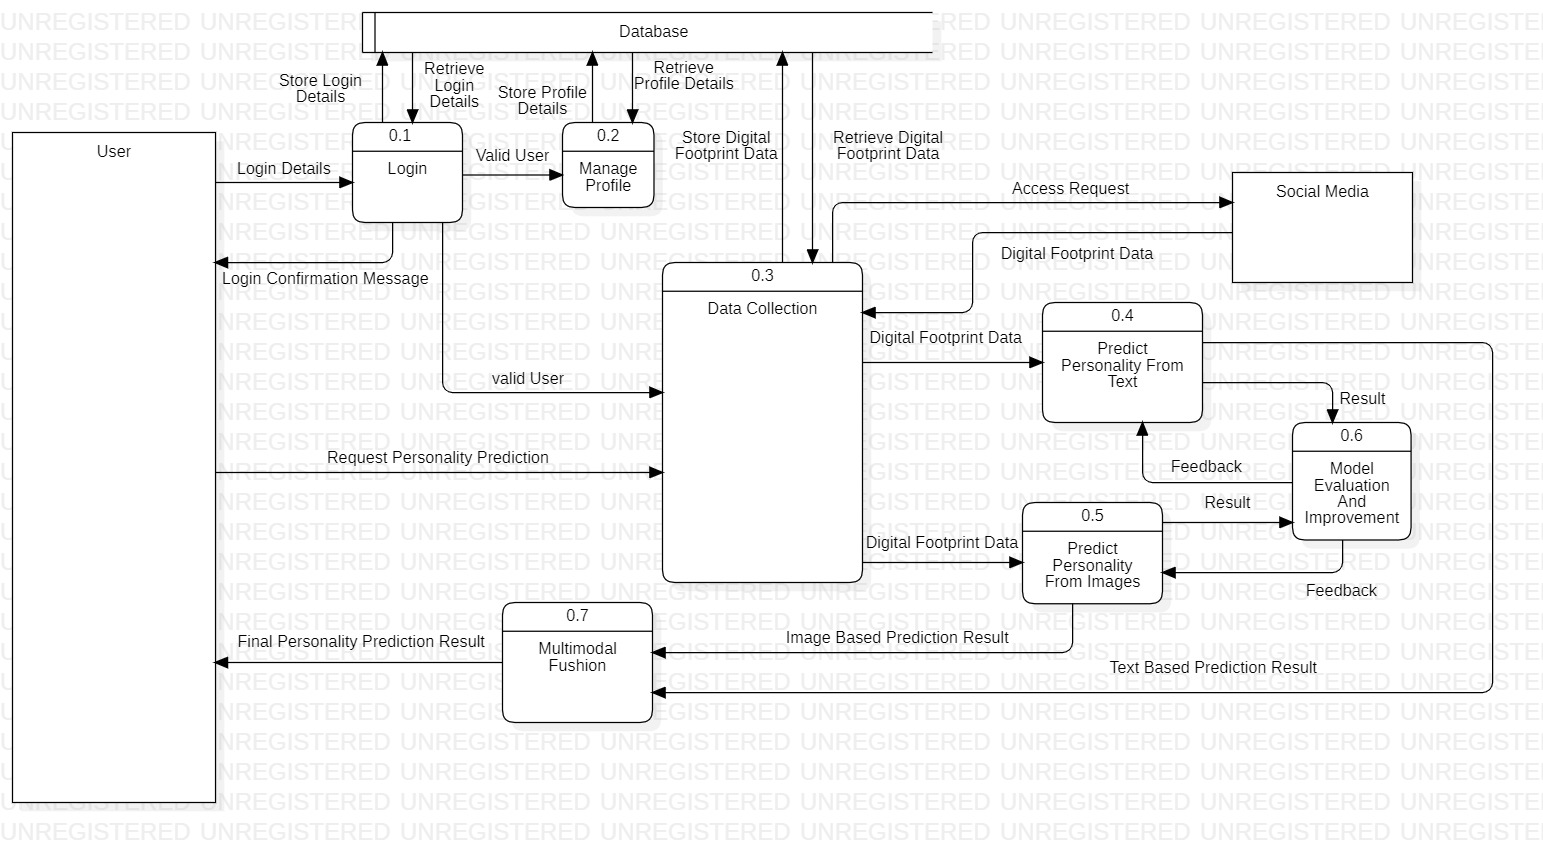 Database
Store Login
Details
Retrieve
Login
Details
Store Profile
Details
Retrieve
Profile Details
Store Digital
Footprint Data
Retrieve Digital
Footprint Data
User
Login Details
0.1
Login
Valid User
0.2
Manage
Profile
Access Request
Social Media
Digital Footprint Data
Login Confirmation Message
0.3
Data Collection
Digital Footprint Data
0.4
Predict
Personality From
Text
valid User
Result
Request Personality Prediction
0.6
Model
Evaluation
And
Improvement
Feedback
Result
0.5
Predict
Personality
From Images
Digital Footprint Data
Feedback
0.7
Multimodal
Fushion
Final Personality Prediction Result
Image Based Prediction Result
Text Based Prediction Result
UNREGISTERED